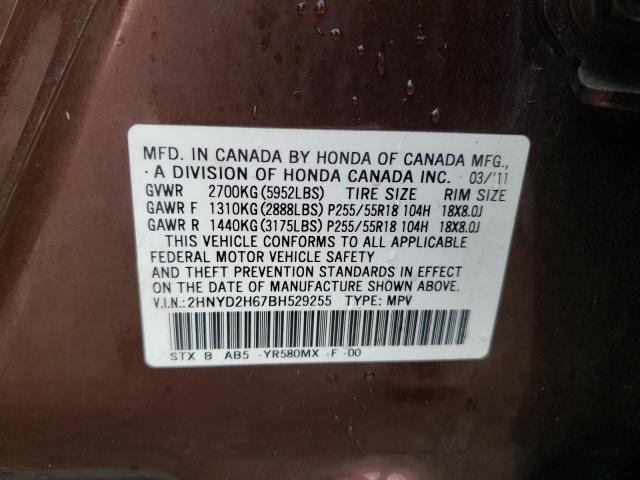 MFD. IN CANADA BY HONDA OF CANADA MFG.,
A DIVISION OF HONDA CANADA INC. 03/'11
GVWR 2700KG(5952LBS) TIRE SIZE RIM SIZE
GAWR F 1310KG(2888LBS) P255/55R18 104H 18X8.0J
GAWR R 1440KG(3175LBS) P255/55R18 104H 18X8.0J
THIS VEHICLE CONFORMS TO ALL APPLICABLE
FEDERAL MOTOR VEHICLE SAFETY
AND THEFT PREVENTION STANDARDS IN EFFECT
ON THE DATE OF MANUFACTURE SHOWN ABOVE.
V.I.N.: 2HNYD2H67BH529255 TYPE: MPV
STX B AB5 -YR580MX -F -00